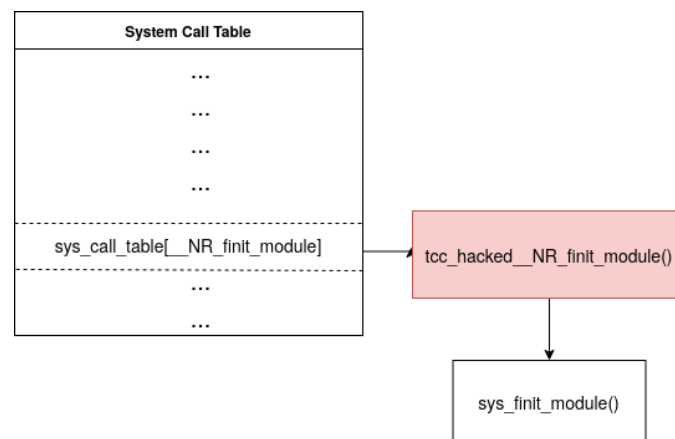 System Call Table
...
...
...
...
sys_call_table[__NR_finit_module]
tcc_hacked__NR_finit_module()
...
...
sys_finit_module()